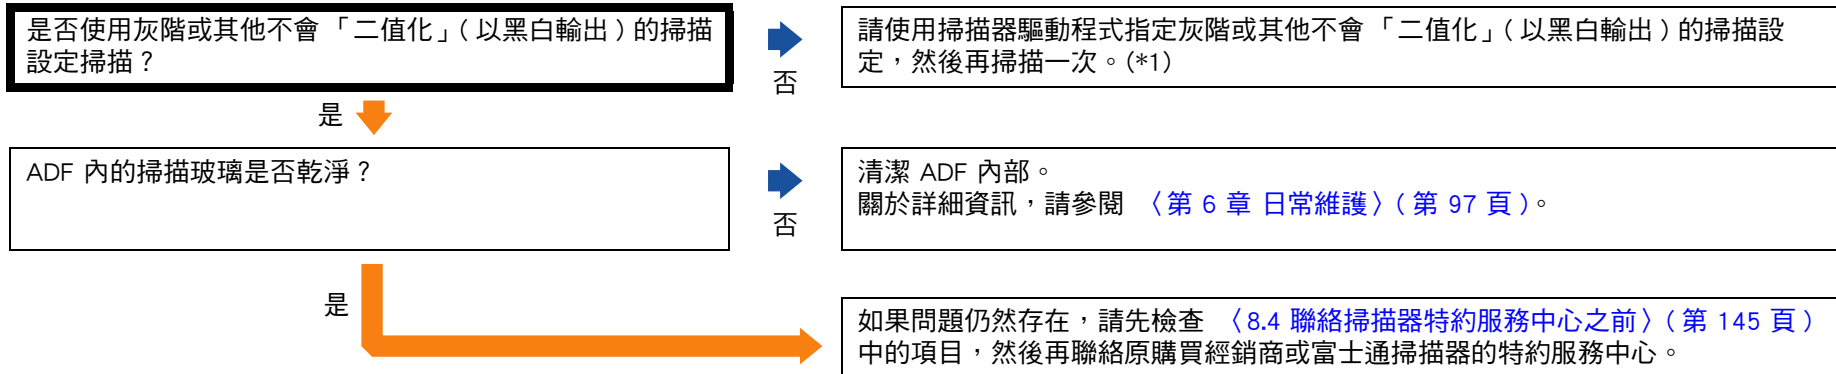 是否使用灰階或其他不會「二值化」(以黑白輸出)的掃描
設定掃描？
否
請使用掃描器驅動程式指定灰階或其他不會「二值化」(以黑白輸出)的掃描設
定，然後再掃描一次。(*1)
是
ADF 內的掃描玻璃是否乾淨？
否
清潔 ADF 內部。
關於詳細資訊，請參閱 〈第 6 章 日常維護〉(第 97 頁)。
是
如果問題仍然存在，請先檢查 〈8.4 聯絡掃描器特約服務中心之前〉(第 145 頁)
中的項目，然後再聯絡原購買經銷商或富士通掃描器的特約服務中心。